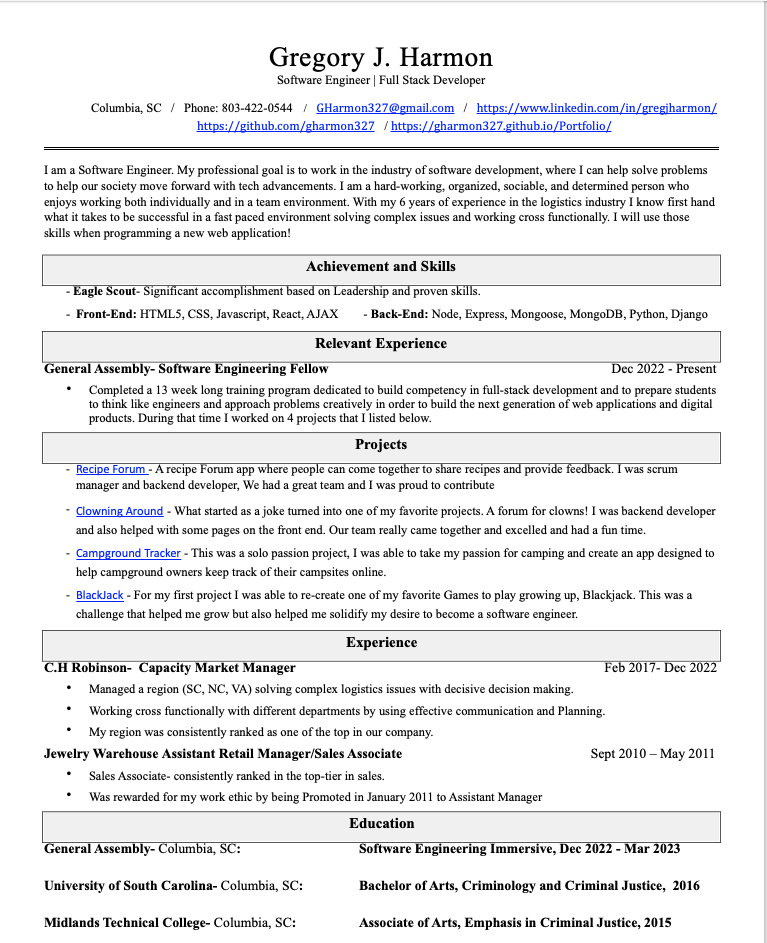 Gregory J. Harmon
Software Engineer | Full Stack Developer
Columbia, SC / Phone: 803-422-0544 / GHarmon327@gmail.com / https://www.linkedin.com/in/gregjharmon/
https://github.com/gharmon327 / https://gharmon327.github.io/Portfolio/
I am a Software Engineer. My professional goal is to work in the industry of software development, where I can help solve problems
to help our society move forward with tech advancements. I am a hard-working, organized, sociable, and determined person who
enjoys working both individually and in a team environment. With my 6 years of experience in the logistics industry I know first hand
what it takes to be successful in a fast paced environment solving complex issues and working cross functionally. I will use those
skills when programming a new web application!
Achievement and Skills
- Eagle Scout- Significant accomplishment based on Leadership and proven skills.
- Front-End: HTML5, CSS, Javascript, React, AJAX - Back-End: Node, Express, Mongoose, MongoDB, Python, Django
Relevant Experience
General Assembly- Software Engineering Fellow Dec 2022 - Present
• Completed a 13 week long training program dedicated to build competency in full-stack development and to prepare students
to think like engineers and approach problems creatively in order to build the next generation of web applications and digital
products. During that time I worked on 4 projects that I listed below.
Projects
- Recipe Forum - A recipe Forum app where people can come together to share recipes and provide feedback. I was scrum
manager and backend developer, We had a great team and I was proud to contribute
- Clowning Around - What started as a joke turned into one of my favorite projects. A forum for clowns! I was backend developer
and also helped with some pages on the front end. Our team really came together and excelled and had a fun time.
- Campground Tracker - This was a solo passion project, I was able to take my passion for camping and create an app designed to
help campground owners keep track of their campsites online.
- BlackJack - For my first project I was able to re-create one of my favorite Games to play growing up, Blackjack. This was a
challenge that helped me grow but also helped me solidify my desire to become a software engineer.
Experience
C.H Robinson- Capacity Market Manager Feb 2017- Dec 2022
• Managed a region (SC, NC, VA) solving complex logistics issues with decisive decision making.
• Working cross functionally with different departments by using effective communication and Planning.
• My region was consistently ranked as one of the top in our company.
Jewelry Warehouse Assistant Retail Manager/Sales Associate Sept 2010 – May 2011
• Sales Associate- consistently ranked in the top-tier in sales.
• Was rewarded for my work ethic by being Promoted in January 2011 to Assistant Manager
Education
General Assembly- Columbia, SC: Software Engineering Immersive, Dec 2022 - Mar 2023
University of South Carolina- Columbia, SC: Bachelor of Arts, Criminology and Criminal Justice, 2016
Midlands Technical College- Columbia, SC: Associate of Arts, Emphasis in Criminal Justice, 2015